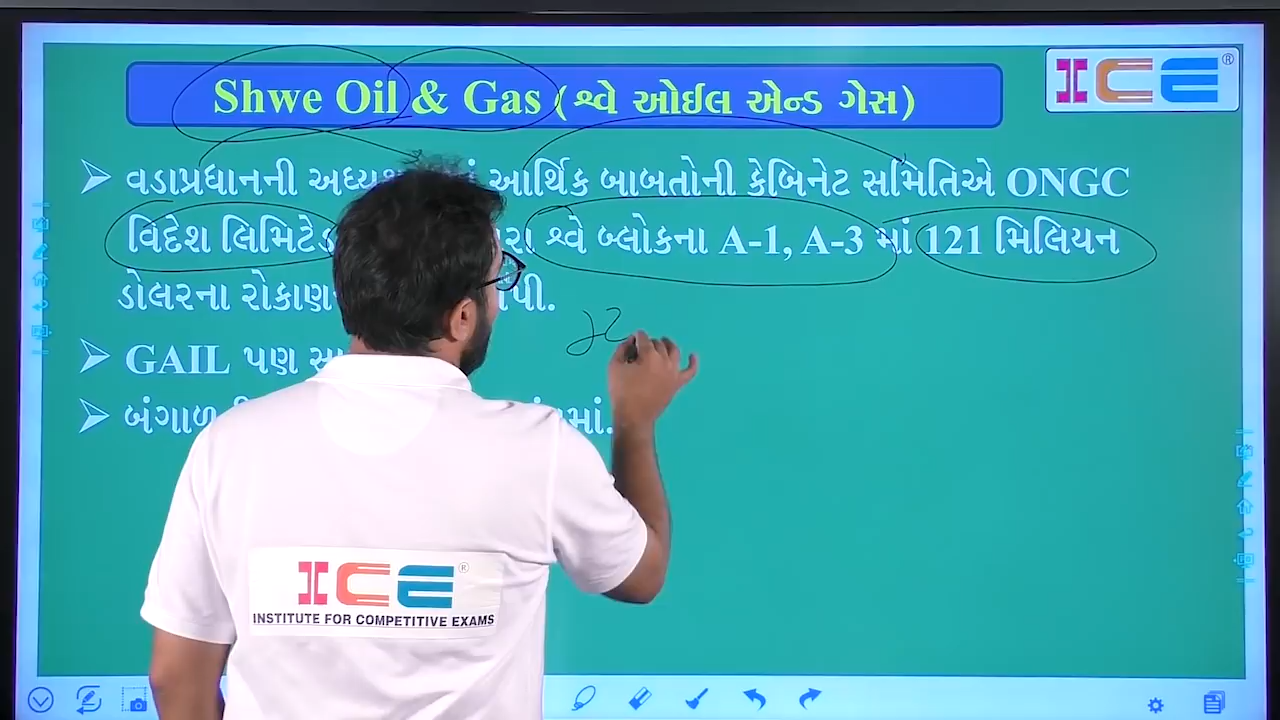 Shwe Oil & Gas (શ્વે ઓઈલ એન્ડ ગેસ)
ICE®
વડાપ્રધાનની આર્થિક બાબતોની કેબિનેટ સમિતિએ ONGC
વિદેશ લિમિટેડ શ્વે બ્લોકના A-1, A-3 માં 121 મિલિયન
ડોલરના
GAIL પણ
ICE®
INSTITUTE FOR COMPETITIVE EXAMS